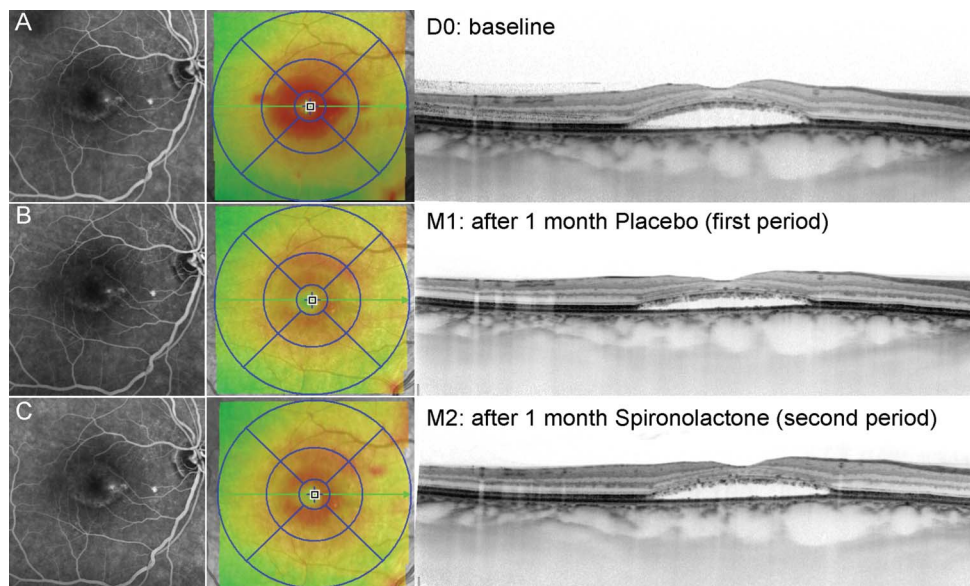 A
D0: baseline
B
M1: after 1 month Placebo (first period)
C
M2: after 1 month Spironolactone (second period)